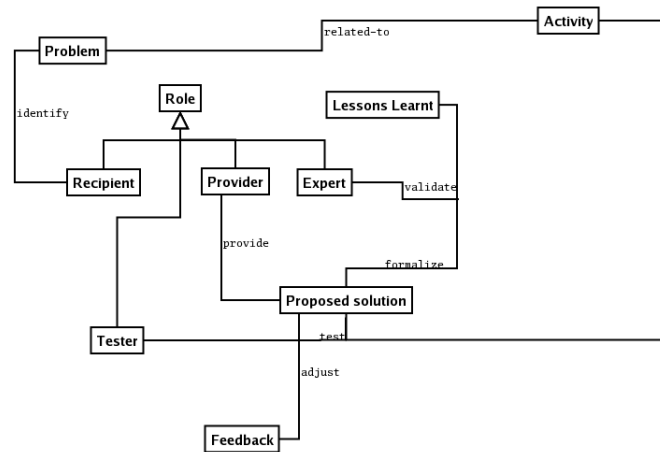 Activity
related-to
Problem
Role
Lessons Learnt
identify
Recipient
Provider
Expert
validate
provide
formalize
Proposed solution
Tester
test
adjust
Feedback